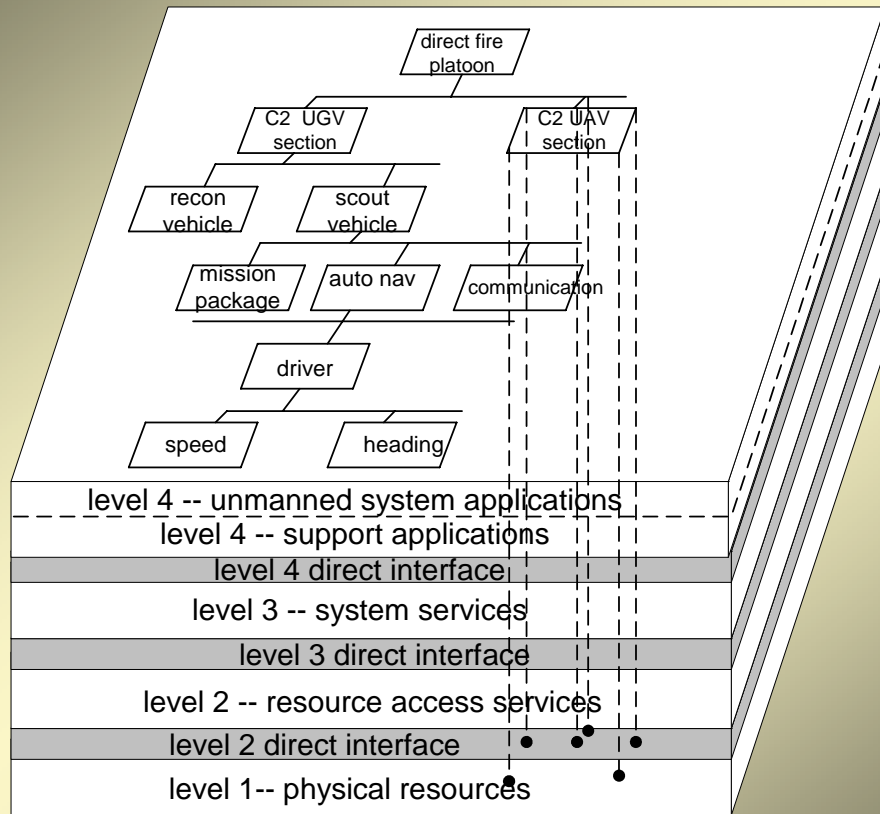 direct fire
platoon
C2 UGV
section
C2 UAV
section
recon
vehicle
scout
vehicle
mission
package
auto nav
communication
driver
speed
heading
level 4 -- unmanned system applications
level 4 -- support applications
level 4 direct interface
level 3 -- system services
level 3 direct interface
level 2 -- resource access services
level 2 direct interface
level 1-- physical resources